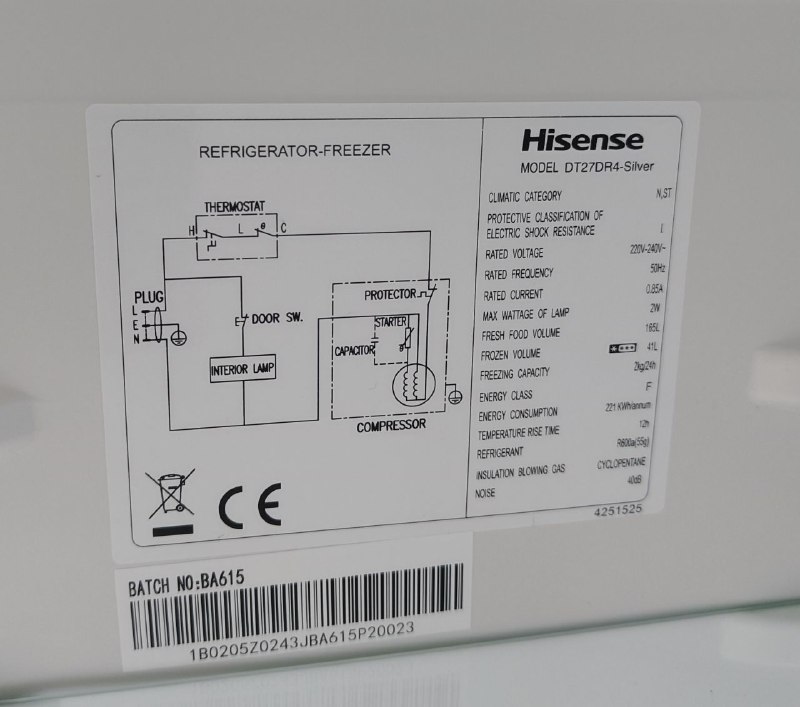 REFRIGERATOR-FREEZER
THERMOSTAT
H L θ C
PLUG
L
E
N
DOOR SW.
INTERIOR LAMP
PROTECTOR
STARTER
CAPACITOR
θ
COMPRESSOR
CE
Hisense
MODEL DT27DR4-Silver
CLIMATIC CATEGORY N,ST
PROTECTIVE CLASSIFICATION OF
ELECTRIC SHOCK RESISTANCE I
RATED VOLTAGE 220V-240V~
RATED FREQUENCY 50Hz
RATED CURRENT 0.85A
MAX WATTAGE OF LAMP 2W
FRESH FOOD VOLUME 165L
FROZEN VOLUME 41L
FREEZING CAPACITY 2kg/24h
ENERGY CLASS F
ENERGY CONSUMPTION 221 KWh/annum
TEMPERATURE RISE TIME 12h
REFRIGERANT R600a(55g)
INSULATION BLOWING GAS CYCLOPENTANE
NOISE 40dB
4251525
BATCH NO:BA615
1B0205Z0243JBA615P20023